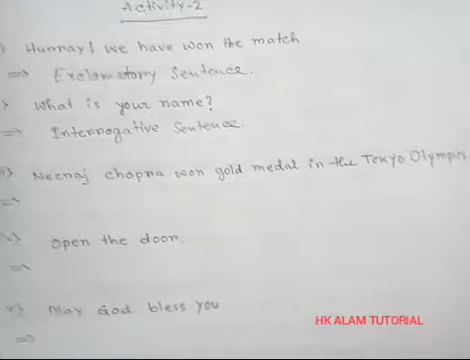 Activity-2
Hurray! we have won the match
=> Exclamatory Sentence.
What is your name?
=> Interrogative Sentence.
Neeraj chopra won gold medal in the Tokyo Olympics
=>
Open the door.
=>
v) May God bless you
HK ALAM TUTORIAL
=>